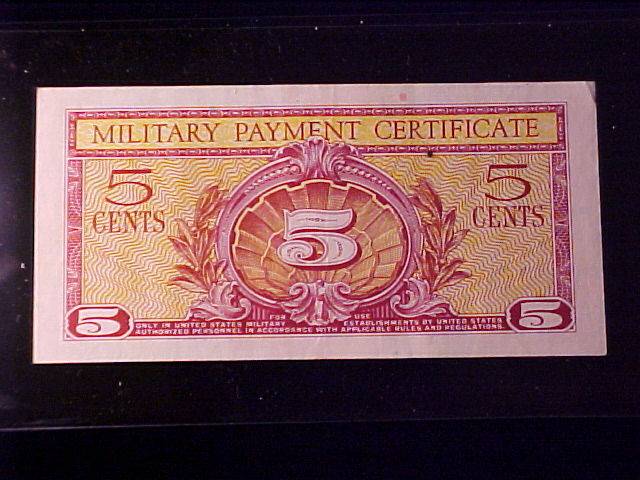 MILITARY PAYMENT CERTIFICATE
5 5
CENTS CENTS
5
5 5
FOR USE
ONLY IN UNITED STATES MILITARY ESTABLISHMENTS BY UNITED STATES
AUTHORIZED PERSONNEL IN ACCORDANCE WITH APPLICABLE RULES AND REGULATIONS.